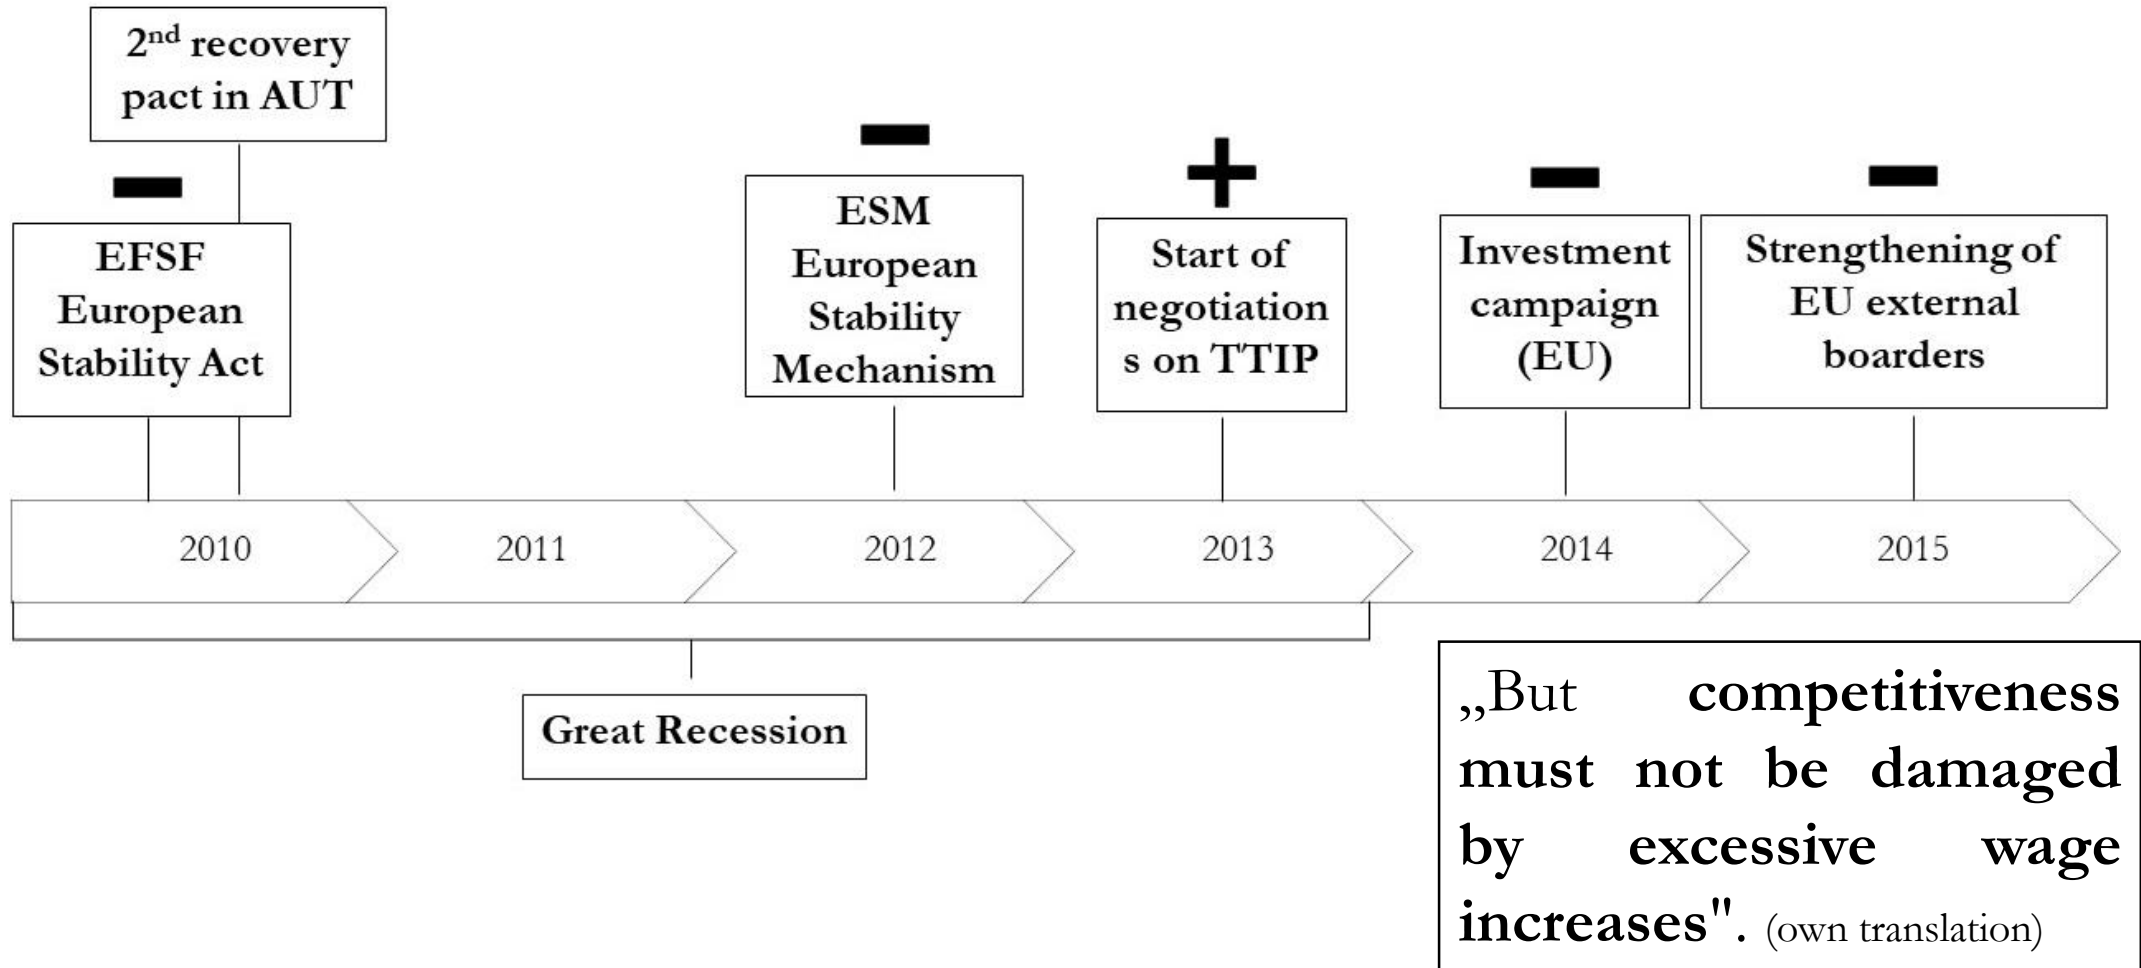 2nd recovery
pact in AUT
EFSF
European
Stability Act
ESM
European
Stability
Mechanism
Start of
negotiation
s on TTIP
Investment
campaign
(EU)
Strengthening of
EU external
boarders
2010
2011
2012
2013
2014
2015
Great Recession
„But competitiveness
must not be damaged
by excessive wage
increases". (own translation)